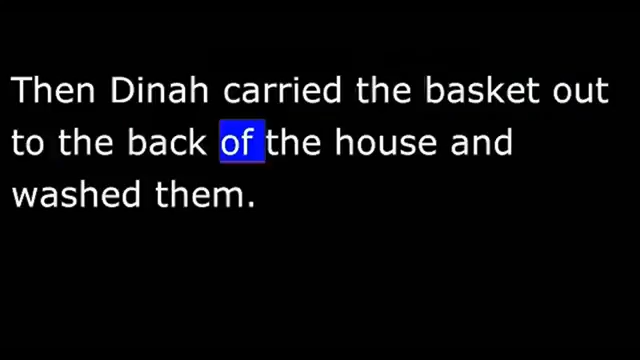 Then Dinah carried the basket out
to the back of the house and
washed them.